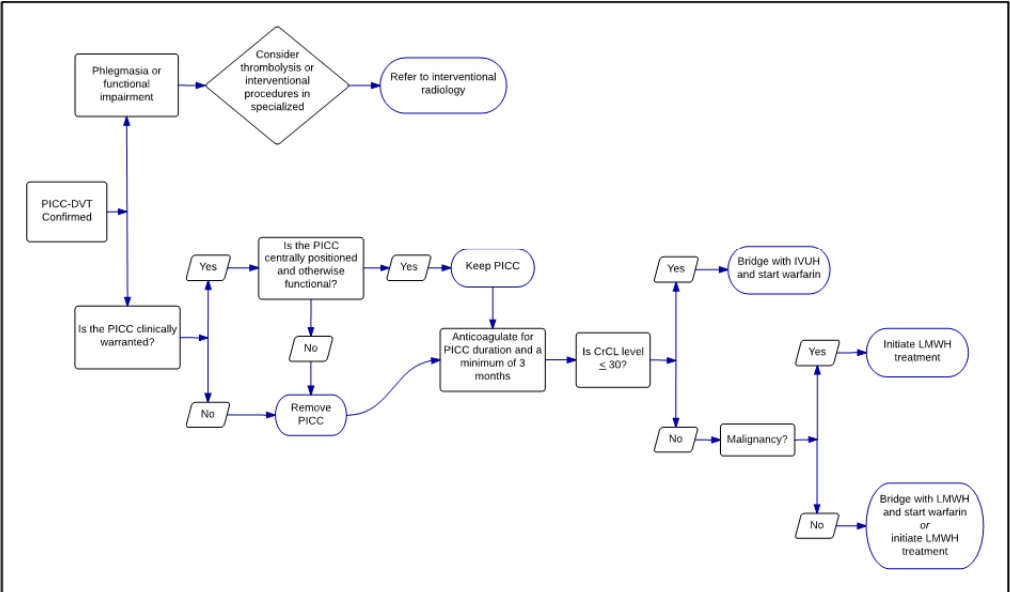 Phlegmasia or
functional
impairment
Consider
thrombolysis or
interventional
procedures in
specialized
Refer to interventional
radiology
PICC-DVT
Confirmed
Is the PICC clinically
warranted?
Yes
Is the PICC
centrally positioned
and otherwise
functional?
Yes
Keep PICC
No
No
Remove
PICC
Anticoagulate for
PICC duration and a
minimum of 3
months
Is CrCL level
≤ 30?
Yes
Bridge with IVUH
and start warfarin
No
Malignancy?
Yes
Initiate LMWH
treatment
No
Bridge with LMWH
and start warfarin
or
initiate LMWH
treatment